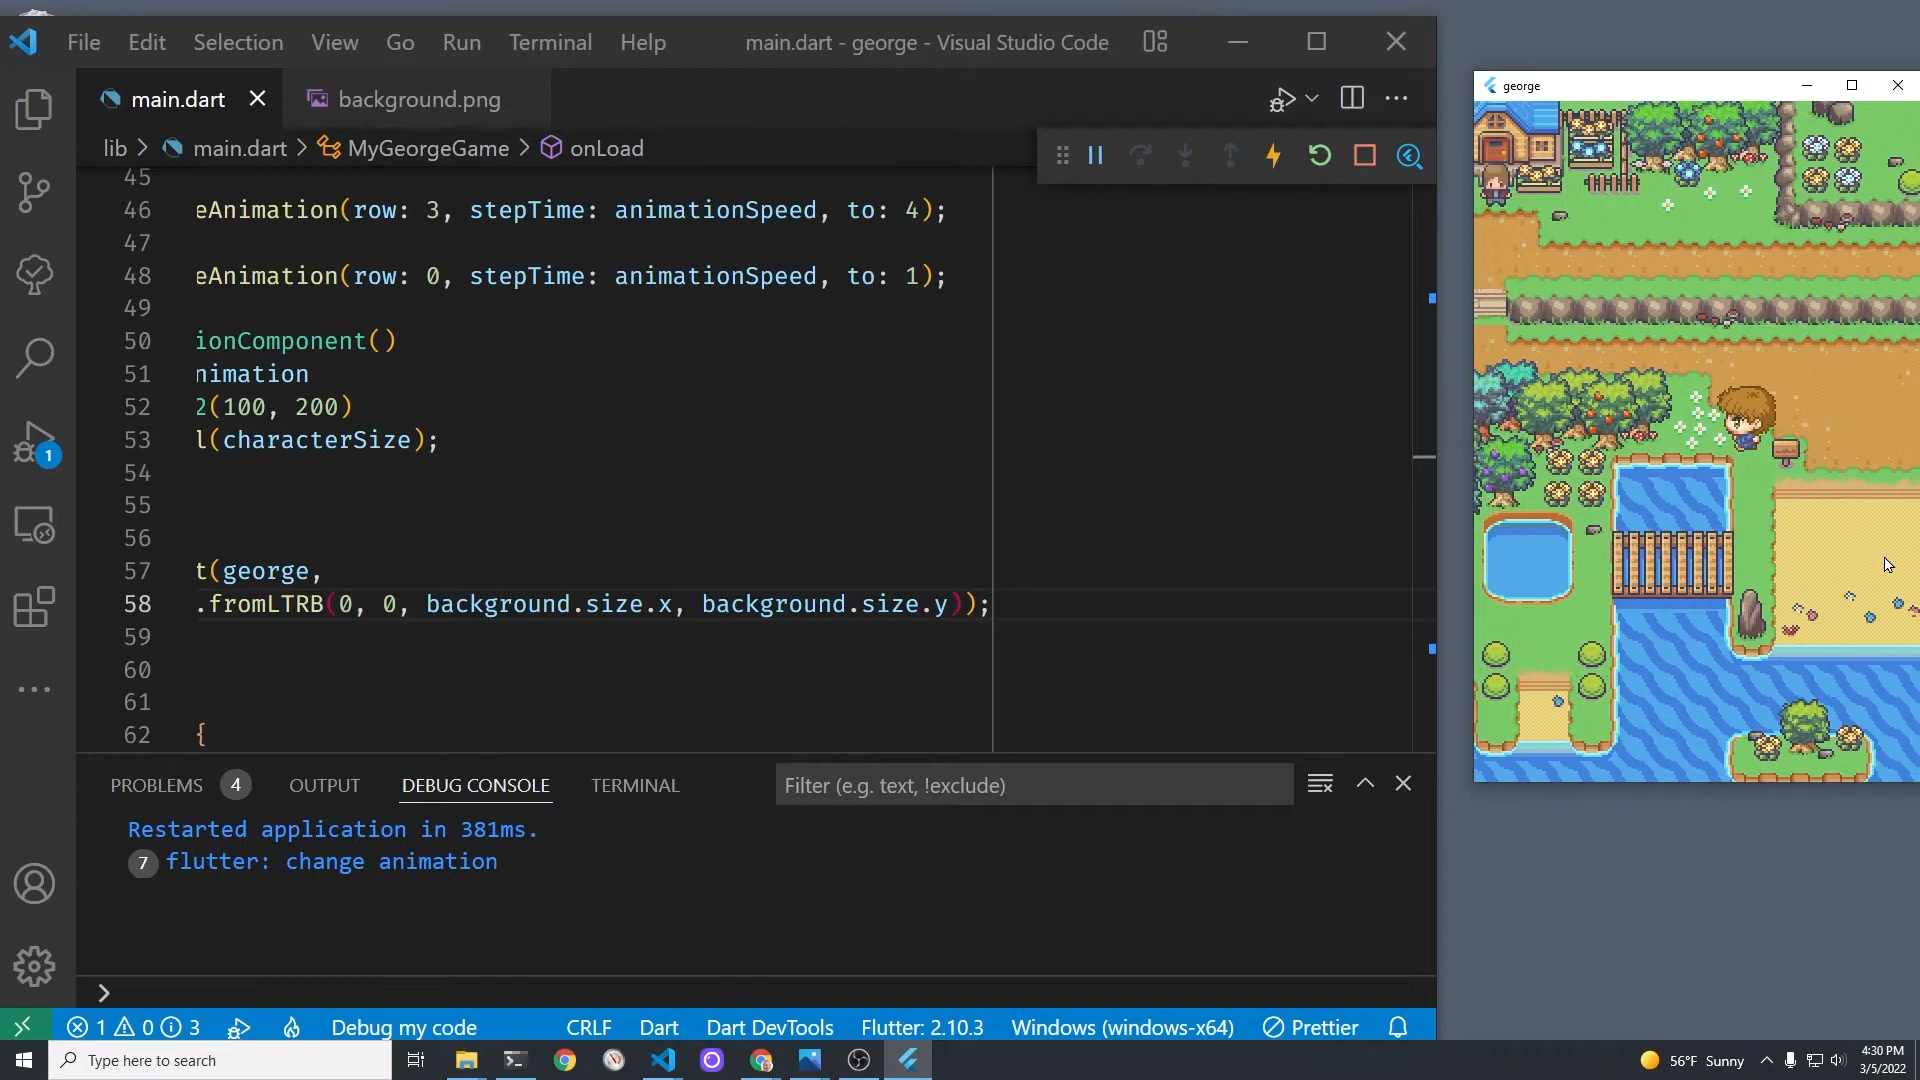 File Edit Selection View Go Run Terminal Help main.dart - george - Visual Studio Code
main.dart background.png
lib > main.dart > MyGeorgeGame > onLoad
45
46 eAnimation(row: 3, stepTime: animationSpeed, to: 4);
47
48 eAnimation(row: 0, stepTime: animationSpeed, to: 1);
49
50 ionComponent()
51 nimation
52 2(100, 200)
53 l(characterSize);
54
55
56
57 t(george,
58 .fromLTRB(0, 0, background.size.x, background.size.y));
59
60
61
62 {
1
PROBLEMS 4 OUTPUT DEBUG CONSOLE TERMINAL Filter (e.g. text, !exclude)
Restarted application in 381ms.
7 flutter: change animation
1 0 3 Debug my code CRLF Dart Dart DevTools Flutter: 2.10.3 Windows (windows-x64) Prettier
george
Type here to search
56°F Sunny
4:30 PM
3/5/2022